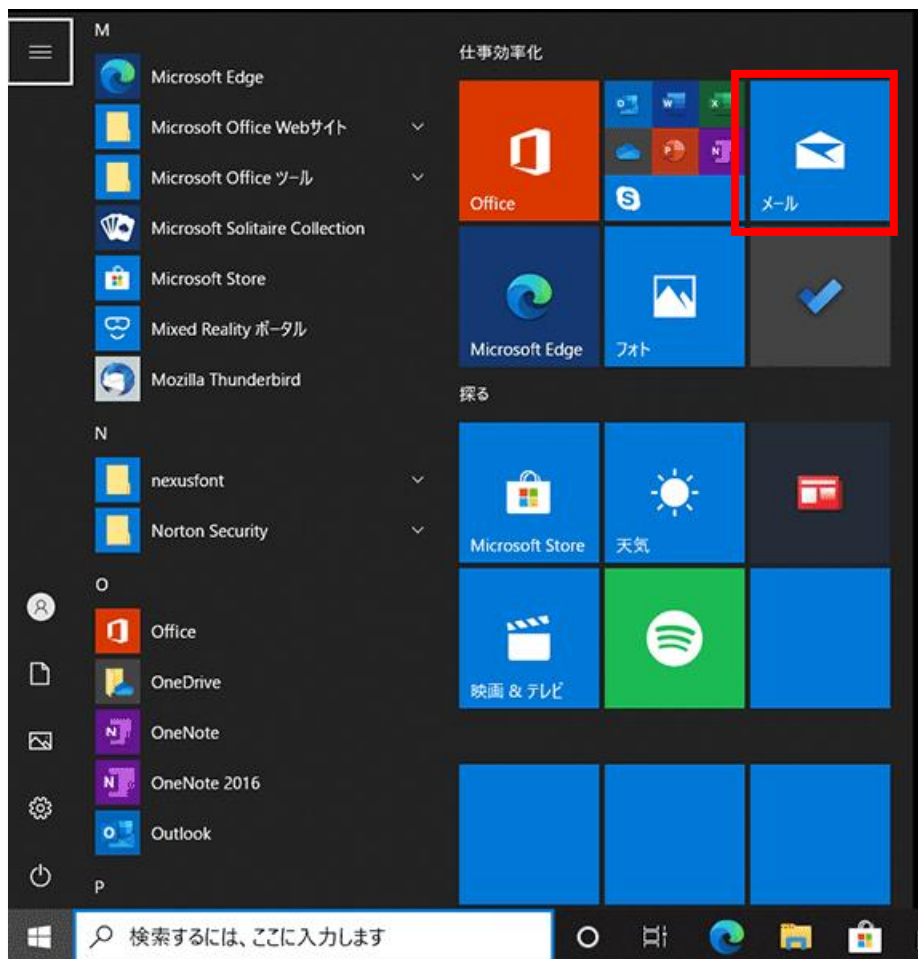 M
Microsoft Edge
Microsoft Office Webサイト
Microsoft Office ツール
Microsoft Solitaire Collection
Microsoft Store
Mixed Reality ポータル
Mozilla Thunderbird
N
nexusfont
Norton Security
O
Office
OneDrive
OneNote
OneNote 2016
Outlook
P
仕事効率化
Office
メール
Microsoft Edge
フォト
探る
Microsoft Store
天気
映画 & テレビ
検索するには、ここに入力します